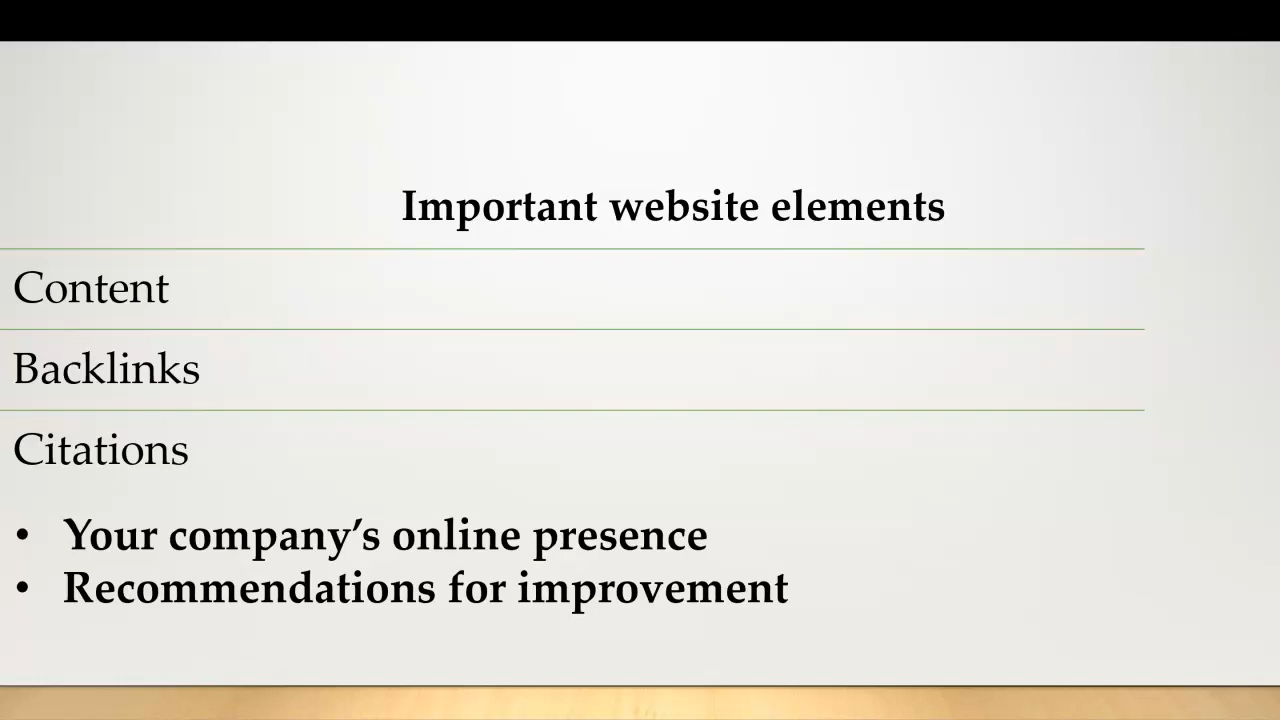 Important website elements
Content
Backlinks
Citations
• Your company’s online presence
• Recommendations for improvement